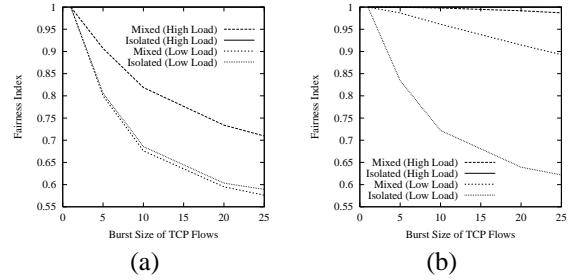 1
0.95
0.9
0.85
0.8
0.75
0.7
0.65
0.6
0.55
Fairness Index
Mixed (High Load)
Isolated (High Load)
Mixed (Low Load)
Isolated (Low Load)
0 5 10 15 20 25
Burst Size of TCP Flows
(a)
1
0.95
0.9
0.85
0.8
0.75
0.7
0.65
0.6
0.55
Fairness Index
Mixed (High Load)
Isolated (High Load)
Mixed (Low Load)
Isolated (Low Load)
0 5 10 15 20 25
Burst Size of TCP Flows
(b)